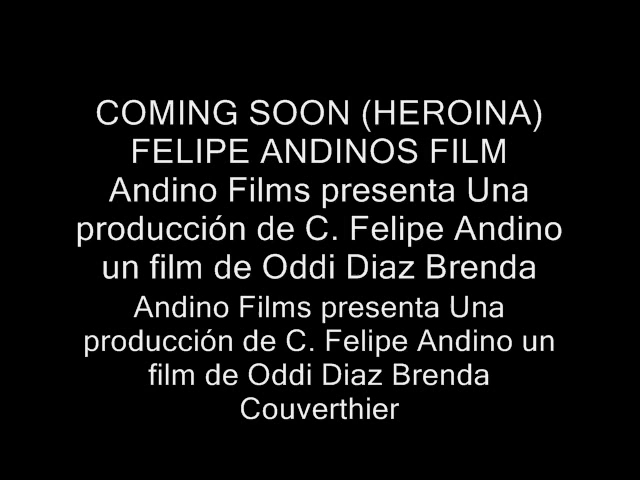 COMING SOON (HEROINA)
FELIPE ANDINOS FILM
Andino Films presenta Una
producción de C. Felipe Andino
un film de Oddi Diaz Brenda
Andino Films presenta Una
producción de C. Felipe Andino un
film de Oddi Diaz Brenda
Couverthier